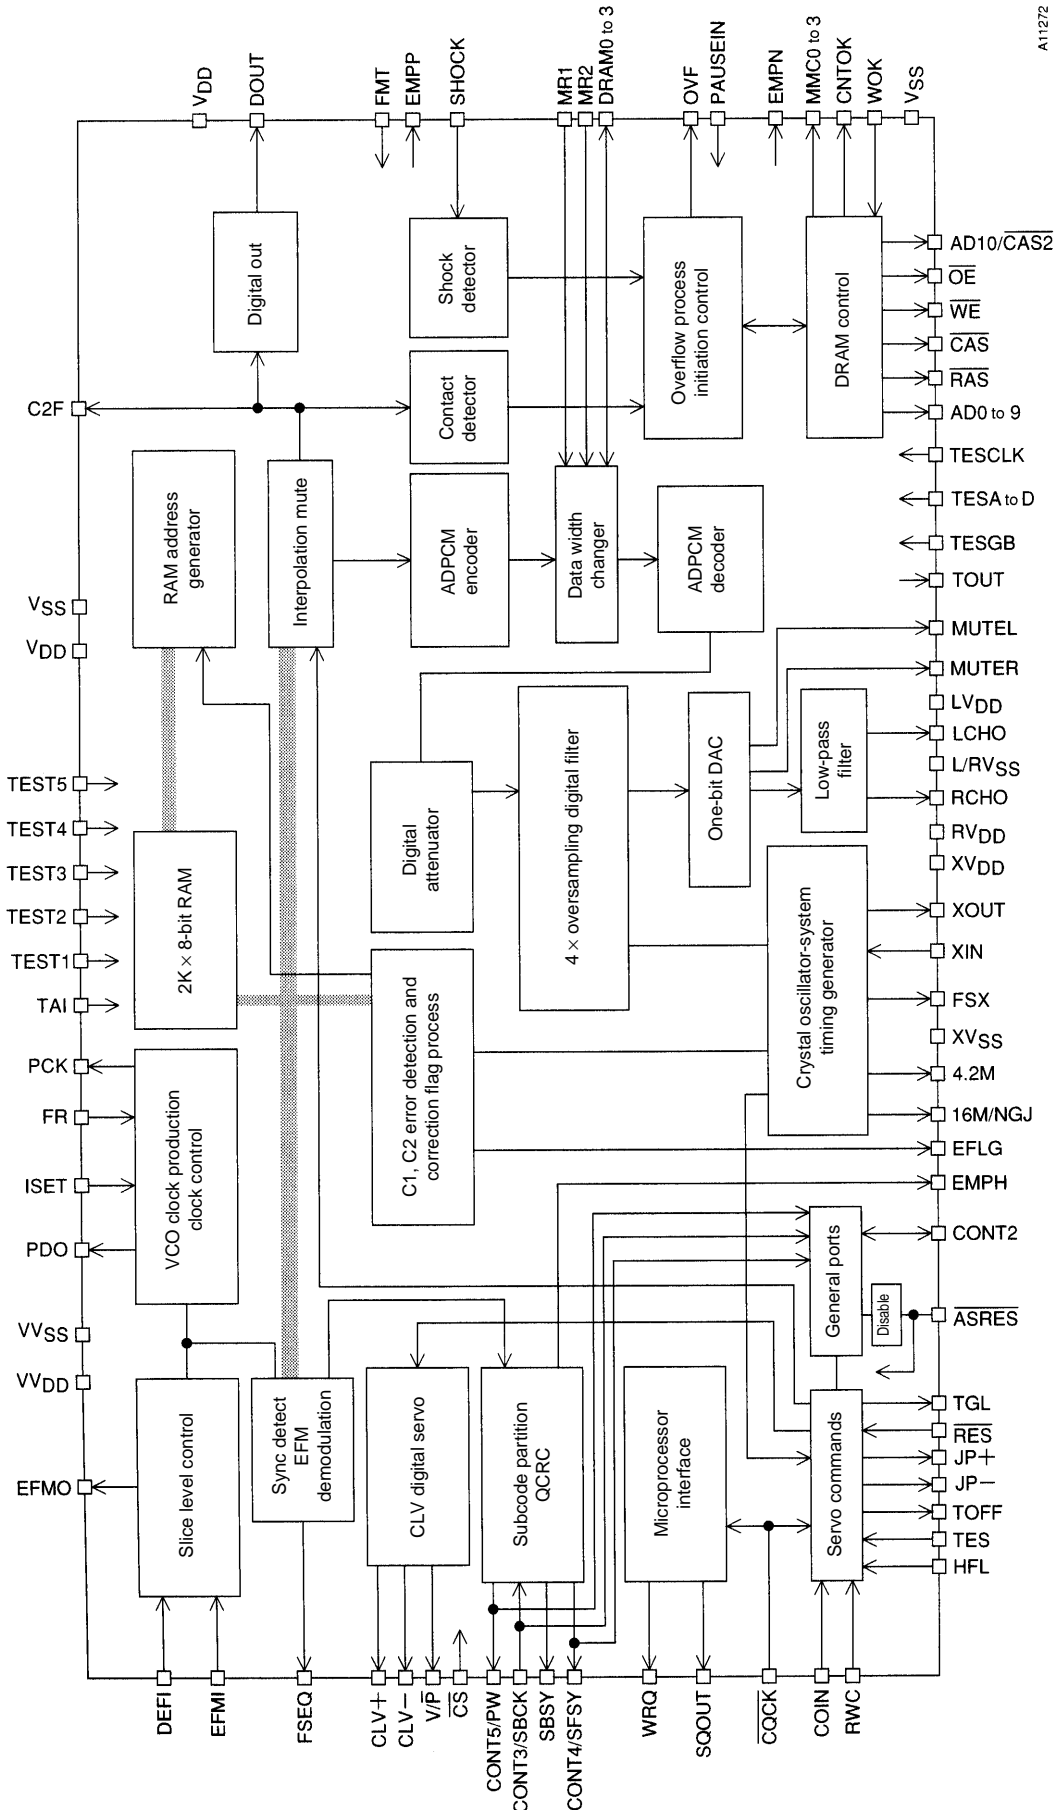 A11272
VDD
DOUT
FMT
EMPP
SHOCK
MR1
MR2
DRAM0 to 3
OVF
PAUSEIN
EMPN
MMC0 to 3
CNTOK
WOK
VSS
C2F
VSS
VDD
TEST5
TEST4
TEST3
TEST2
TEST1
TAI
PCK
FR
ISET
PDO
VVSS
VVDD
EFMO
Digital out
Shock
detector
Contact
detector
Overflow process
initiation control
DRAM control
RAM address
generator
Interpolation mute
ADPCM
encoder
Data width
changer
ADPCM
decoder
2K × 8-bit RAM
Digital
attenuator
4 × oversampling digital filter
One-bit DAC
Low-pass
filter
C1, C2 error detection and
correction flag process
Crystal oscillator-system
timing generator
VCO clock production
clock control
General ports
Disable
Slice level control
Sync detect
EFM
demodulation
CLV digital servo
Subcode partition
QCRC
Microprocessor
interface
Servo commands
AD10/CAS2
OE
WE
CAS
RAS
AD0 to 9
TESCLK
TESA to D
TESGB
TOUT
MUTEL
MUTER
LVDD
LCHO
L/RVSS
RCHO
RVDD
XVDD
XOUT
XIN
FSX
XVSS
4.2M
16M/NGJ
EFLG
EMPH
CONT2
ASRES
TGL
RES
JP+
JP−
TOFF
TES
HFL
DEFI
EFMI
FSEQ
CLV+
CLV−
V/P
CS
CONT5/PW
CONT3/SBCK
SBSY
CONT4/SFSY
WRQ
SQOUT
CQCK
COIN
RWC